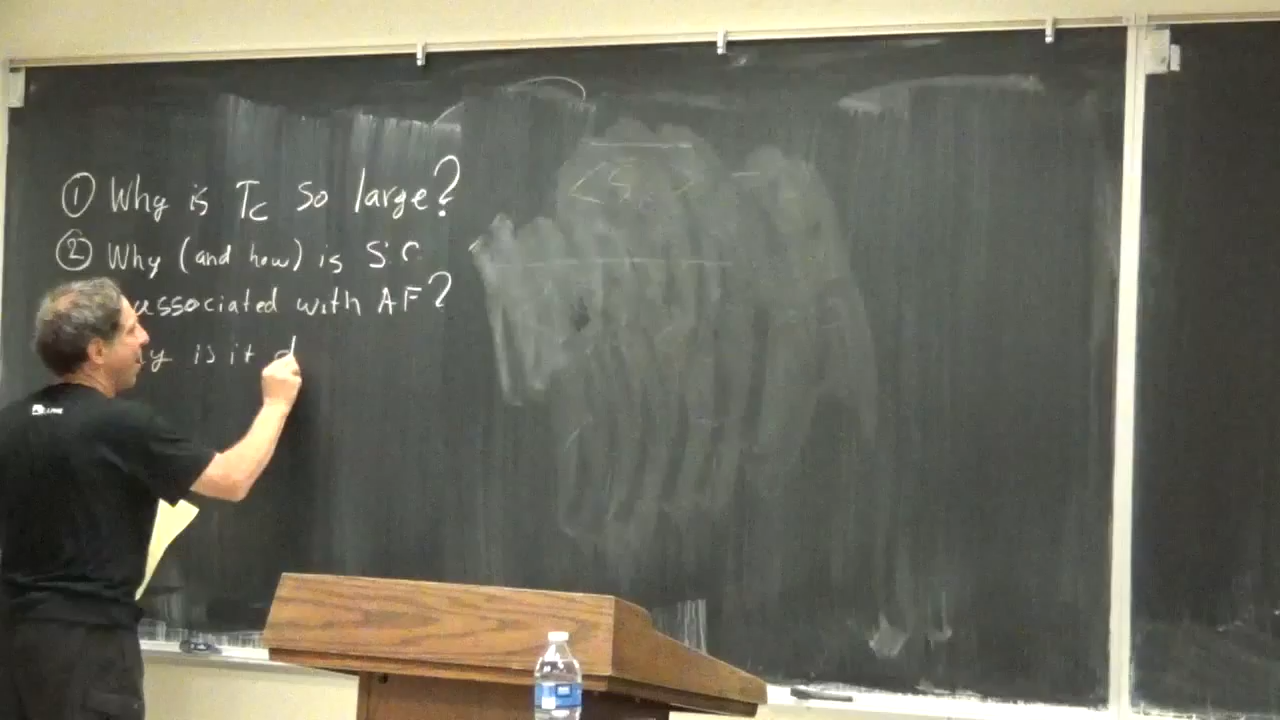 ① Why is Tc so large?
② Why (and how) is SC
associated with AF?
is it d